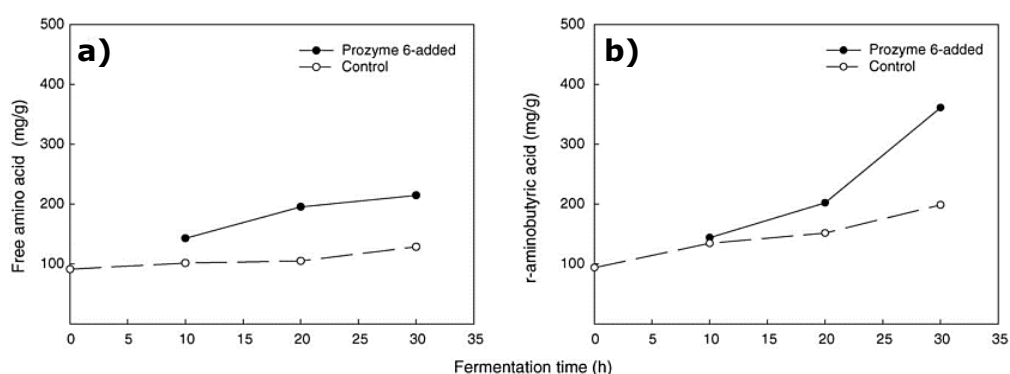 a)
Prozyme 6-added
Control
Free amino acid (mg/g)
500
400
300
200
100
0 5 10 15 20 25 30 35
b)
Prozyme 6-added
Control
r-aminobutyric acid (mg/g)
500
400
300
200
100
0 5 10 15 20 25 30 35
Fermentation time (h)